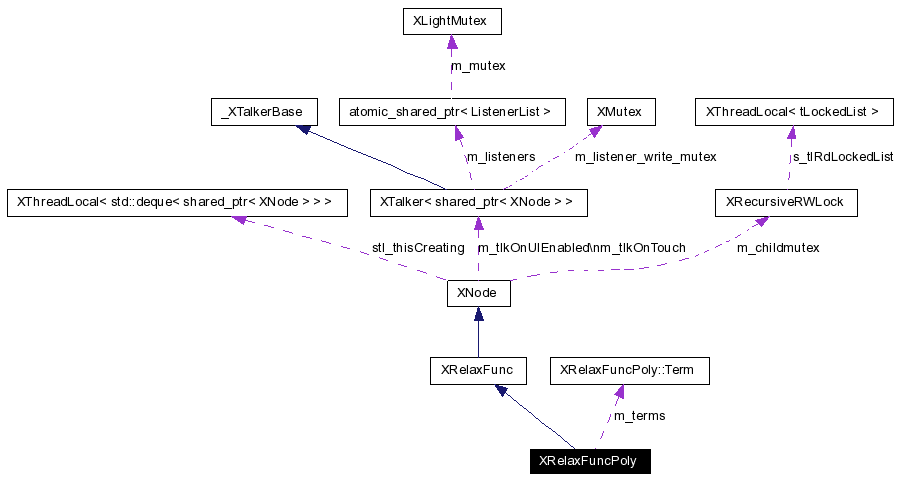 XLightMutex
m_mutex
_XTalkerBase
atomic_shared_ptr< ListenerList >
XMutex
XThreadLocal< tLockedList >
m_listeners
m_listener_write_mutex
s_tlRdLockedList
XThreadLocal< std::deque< shared_ptr< XNode > > >
XTalker< shared_ptr< XNode > >
XRecursiveRWLock
stl_thisCreating
m_tlkOnUIEnabled\nm_tlkOnTouch
m_childmutex
XNode
XRelaxFunc
XRelaxFuncPoly::Term
m_terms
XRelaxFuncPoly